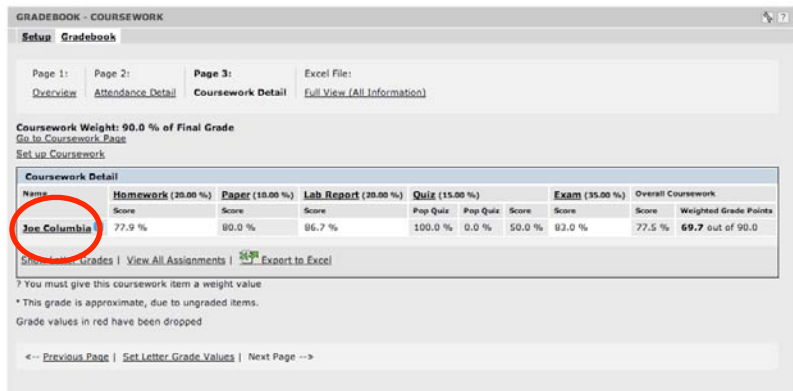 GRADEBOOK - COURSEWORK ?
Setup Gradebook
Page 1: Page 2: Page 3: Excel File:
Overview Attendance Detail Coursework Detail Full View (All Information)
Coursework Weight: 90.0 % of Final Grade
Go to Coursework Page
Set up Coursework
Coursework Detail
Name Homework (20.00 %) Paper (10.00 %) Lab Report (20.00 %) Quiz (15.00 %) Exam (35.00 %) Overall Coursework
Score Score Score Pop Quiz Pop Quiz Score Score Score Weighted Grade Points
Joe Columbia 77.9 % 80.0 % 86.7 % 100.0 % 0.0 % 50.0 % 83.0 % 77.5 % 69.7 out of 90.0
Show Letter Grades | View All Assignments | Export to Excel
? You must give this coursework item a weight value
* This grade is approximate, due to ungraded items.
Grade values in red have been dropped
<-- Previous Page | Set Letter Grade Values | Next Page -->